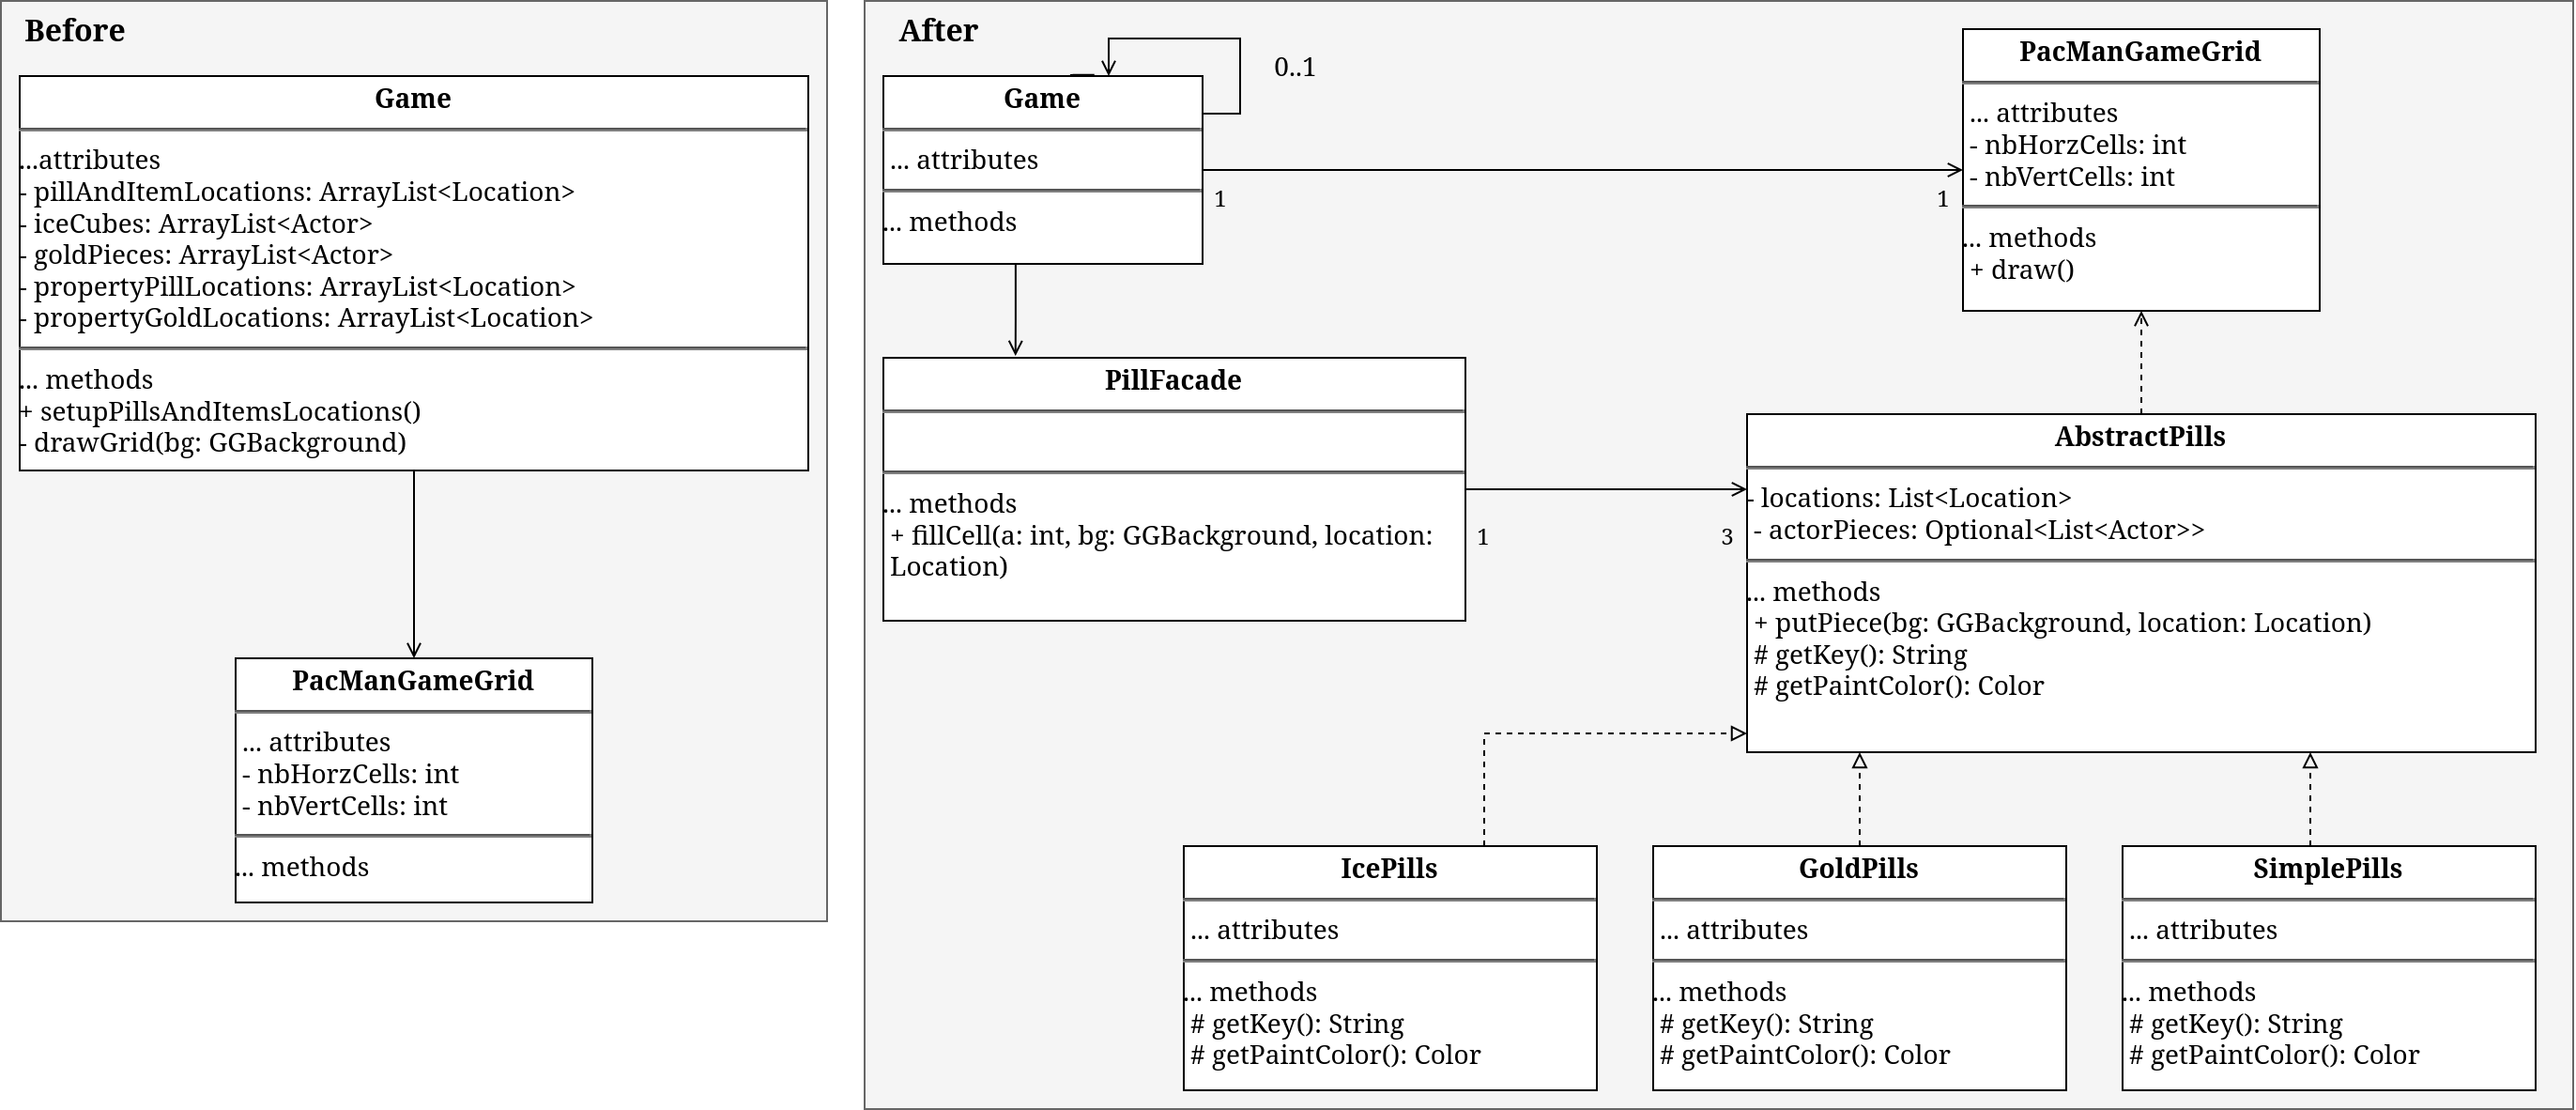 Before
Game
...attributes
- pillAndItemLocations: ArrayList<Location>
- iceCubes: ArrayList<Actor>
- goldPieces: ArrayList<Actor>
- propertyPillLocations: ArrayList<Location>
- propertyGoldLocations: ArrayList<Location>
... methods
+ setupPillsAndItemsLocations()
- drawGrid(bg: GGBackground)
PacManGameGrid
... attributes
- nbHorzCells: int
- nbVertCells: int
... methods
After
0..1
Game
... attributes
... methods
1
1
PacManGameGrid
... attributes
- nbHorzCells: int
- nbVertCells: int
... methods
+ draw()
PillFacade
... methods
+ fillCell(a: int, bg: GGBackground, location:
Location)
1
3
AbstractPills
- locations: List<Location>
- actorPieces: Optional<List<Actor>>
... methods
+ putPiece(bg: GGBackground, location: Location)
# getKey(): String
# getPaintColor(): Color
IcePills
... attributes
... methods
# getKey(): String
# getPaintColor(): Color
GoldPills
... attributes
... methods
# getKey(): String
# getPaintColor(): Color
SimplePills
... attributes
... methods
# getKey(): String
# getPaintColor(): Color